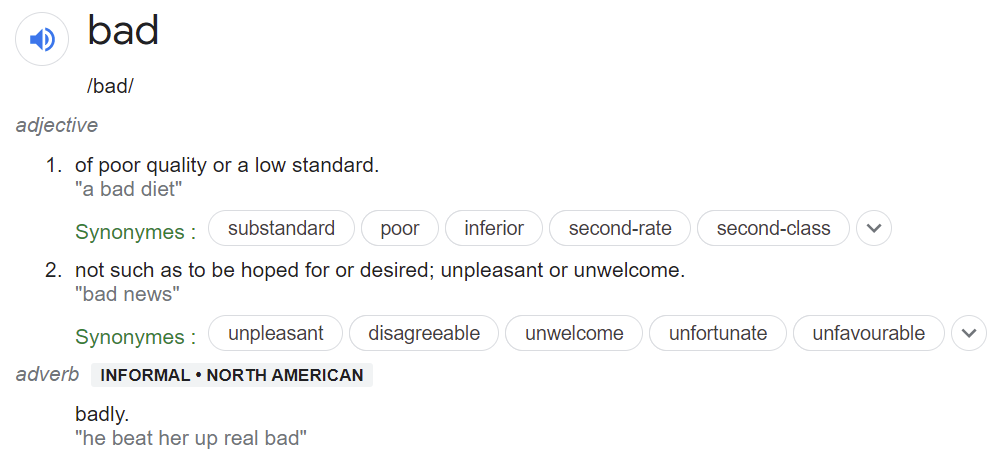 bad
/bad/
adjective
1. of poor quality or a low standard.
"a bad diet"
Synonyms : substandard poor inferior second-rate second-class
2. not such as to be hoped for or desired; unpleasant or unwelcome.
"bad news"
Synonymes : unpleasant disagreeable unwelcome unfortunate unfavourable
adverb INFORMAL • NORTH AMERICAN
badly.
"he beat her up real bad"